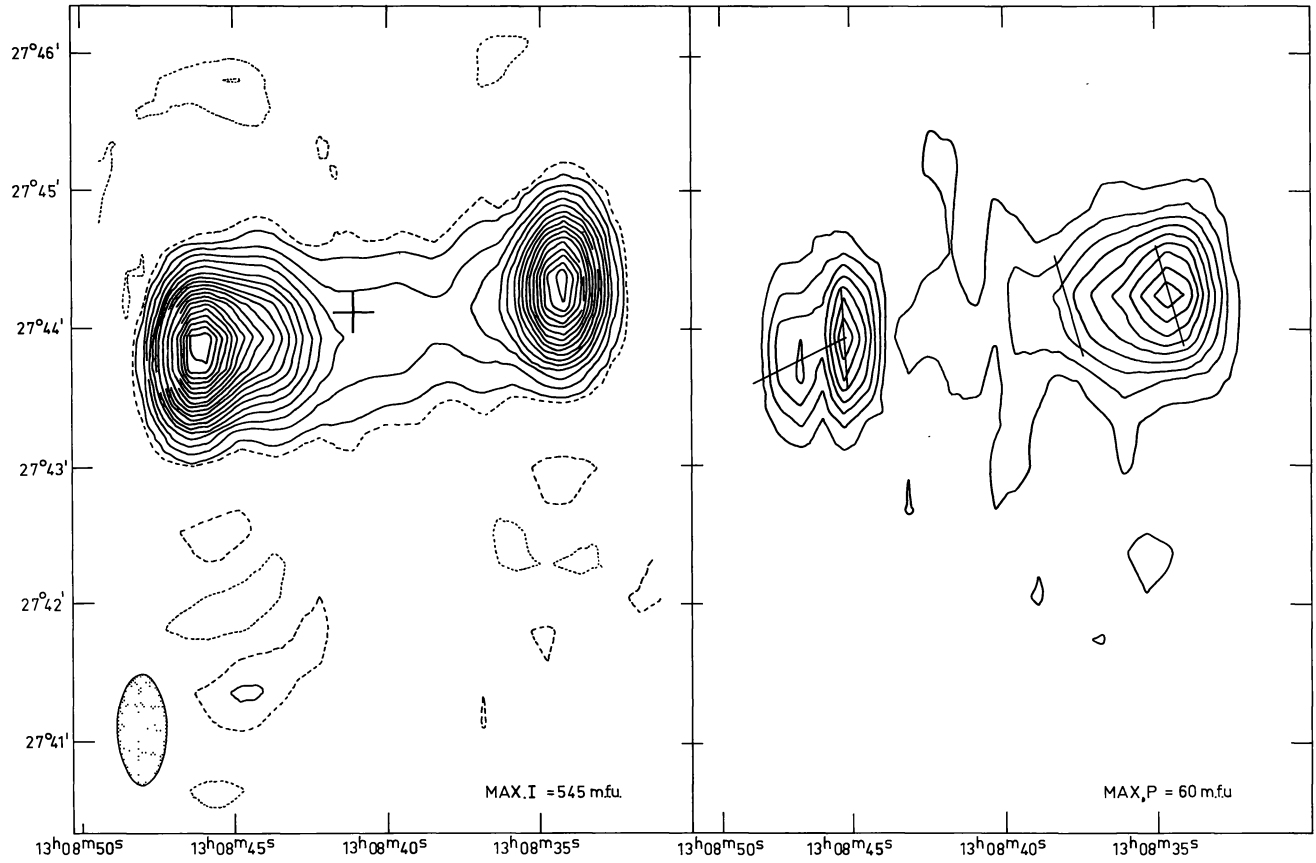 27°46'
27°45'
27°44'
27°43'
27°42'
27°41'
MAX. I = 545 m.f.u.
MAX, P = 60 m.f.u
13ʰ08ᵐ50ˢ 13ʰ08ᵐ45ˢ 13ʰ08ᵐ40ˢ 13ʰ08ᵐ35ˢ 13ʰ08ᵐ50ˢ 13ʰ08ᵐ45ˢ 13ʰ08ᵐ40ˢ 13ʰ08ᵐ35ˢ